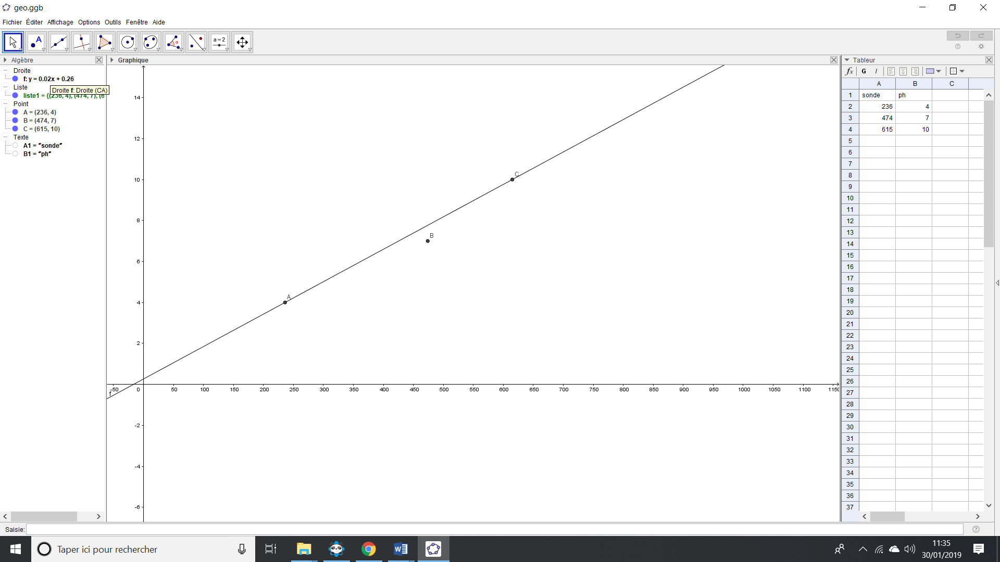 geo.ggb
Fichier Éditer Affichage Options Outils Fenêtre Aide
A
α
a=2
Algèbre
Droite
f: y = 0.02x + 0.26
Liste
Droite f: Droite (CA)
liste1 = {(236, 4), (474, 7), (6
Point
A = (236, 4)
B = (474, 7)
C = (615, 10)
Texte
A1 = "sonde"
B1 = "ph"
Graphique
14
12
10
8
6
4
2
-2
-4
-6
-50 0 50 100 150 200 250 300 350 400 450 500 550 600 650 700 750 800 850 900 950 1000 1050 1100 1150
A
B
C
f
Tableur
fx G I
A B C
1 sonde ph
2 236 4
3 474 7
4 615 10
5
6
7
8
9
10
11
12
13
14
15
16
17
18
19
20
21
22
23
24
25
26
27
28
29
30
31
32
33
34
35
36
37
Saisie:
Taper ici pour rechercher
11:35
30/01/2019